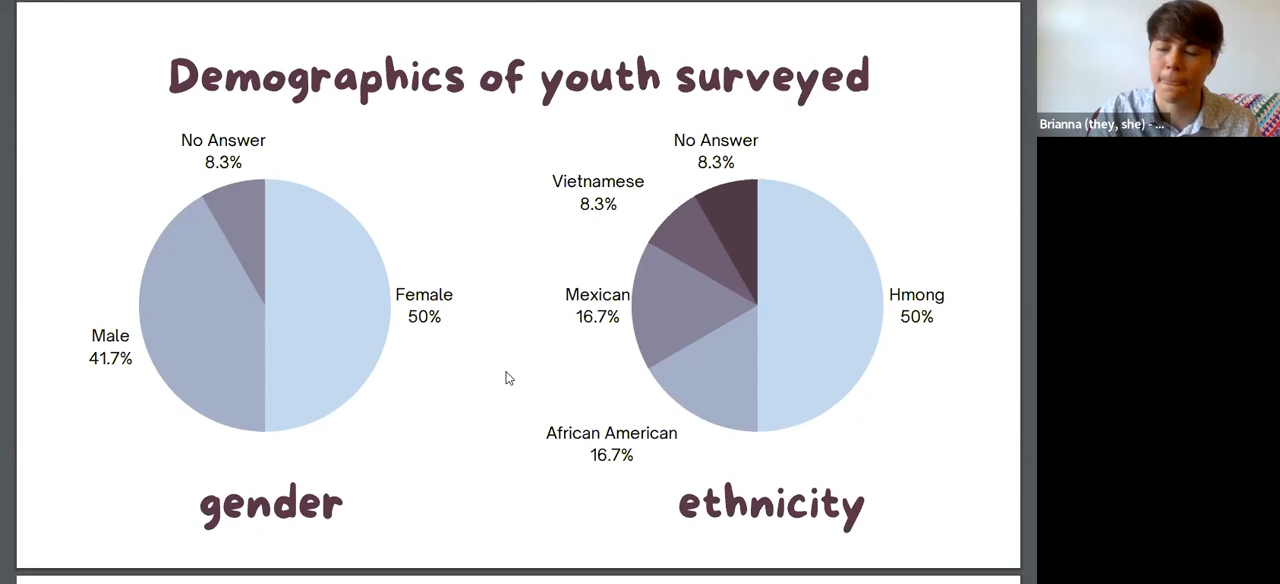 Demographics of youth surveyed
No Answer
8.3%
Male
41.7%
Female
50%
gender
No Answer
8.3%
Vietnamese
8.3%
Mexican
16.7%
African American
16.7%
Hmong
50%
ethnicity
Brianna (they, she) - ...